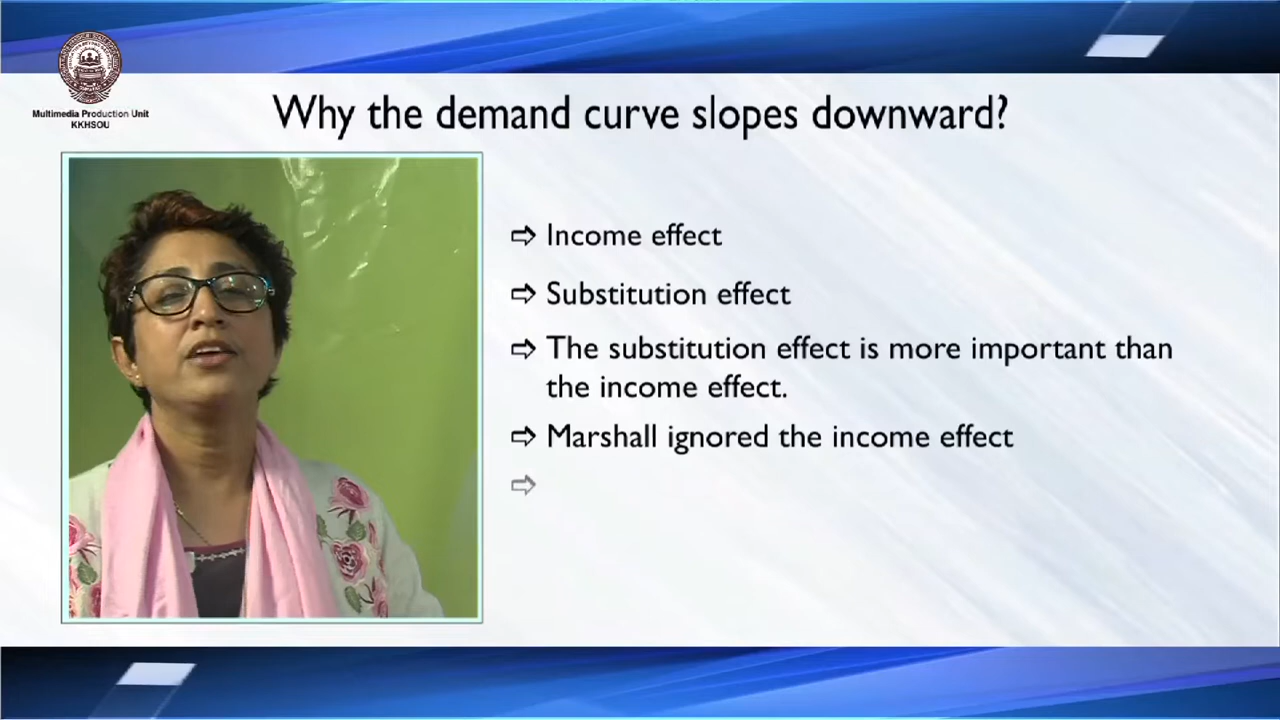 Multimedia Production Unit
KKHSOU
Why the demand curve slopes downward?
⇨ Income effect
⇨ Substitution effect
⇨ The substitution effect is more important than
the income effect.
⇨ Marshall ignored the income effect
⇨